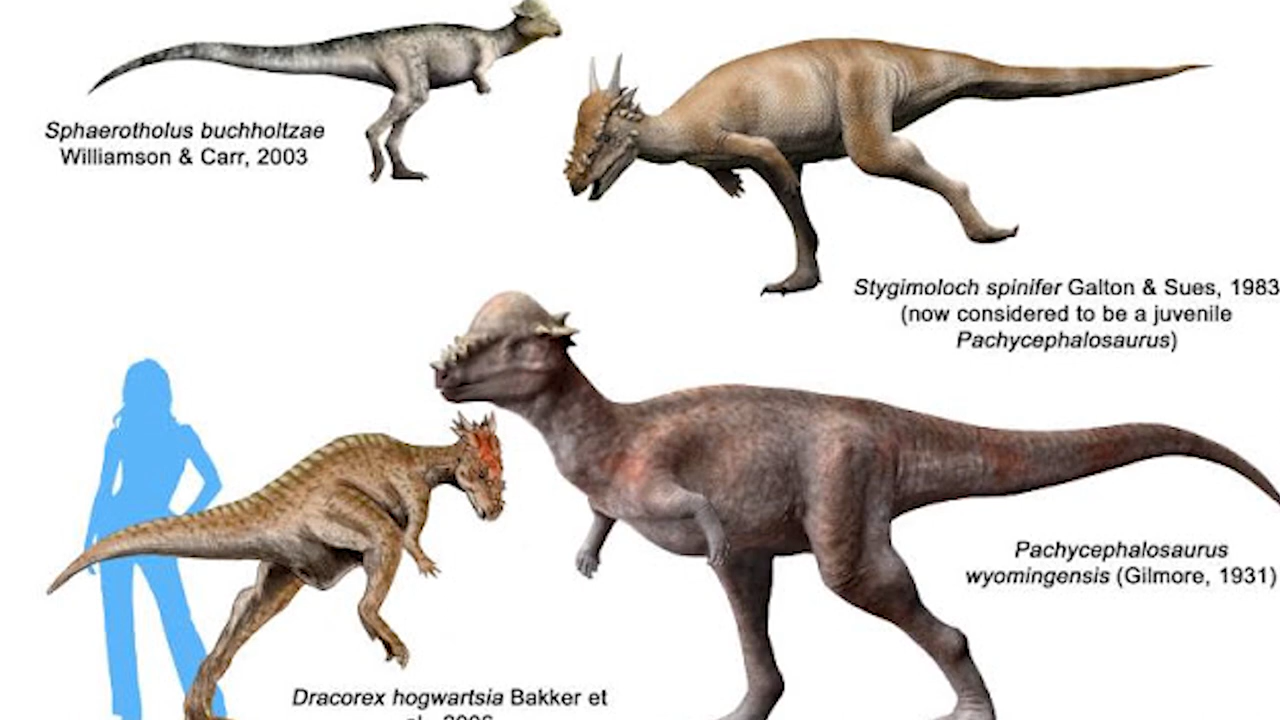 Sphaerotholus buchholtzae
Williamson & Carr, 2003
Stygimoloch spinifer Galton & Sues, 1983
(now considered to be a juvenile
Pachycephalosaurus)
Pachycephalosaurus
wyomingensis (Gilmore, 1931)
Dracorex hogwartsia Bakker et